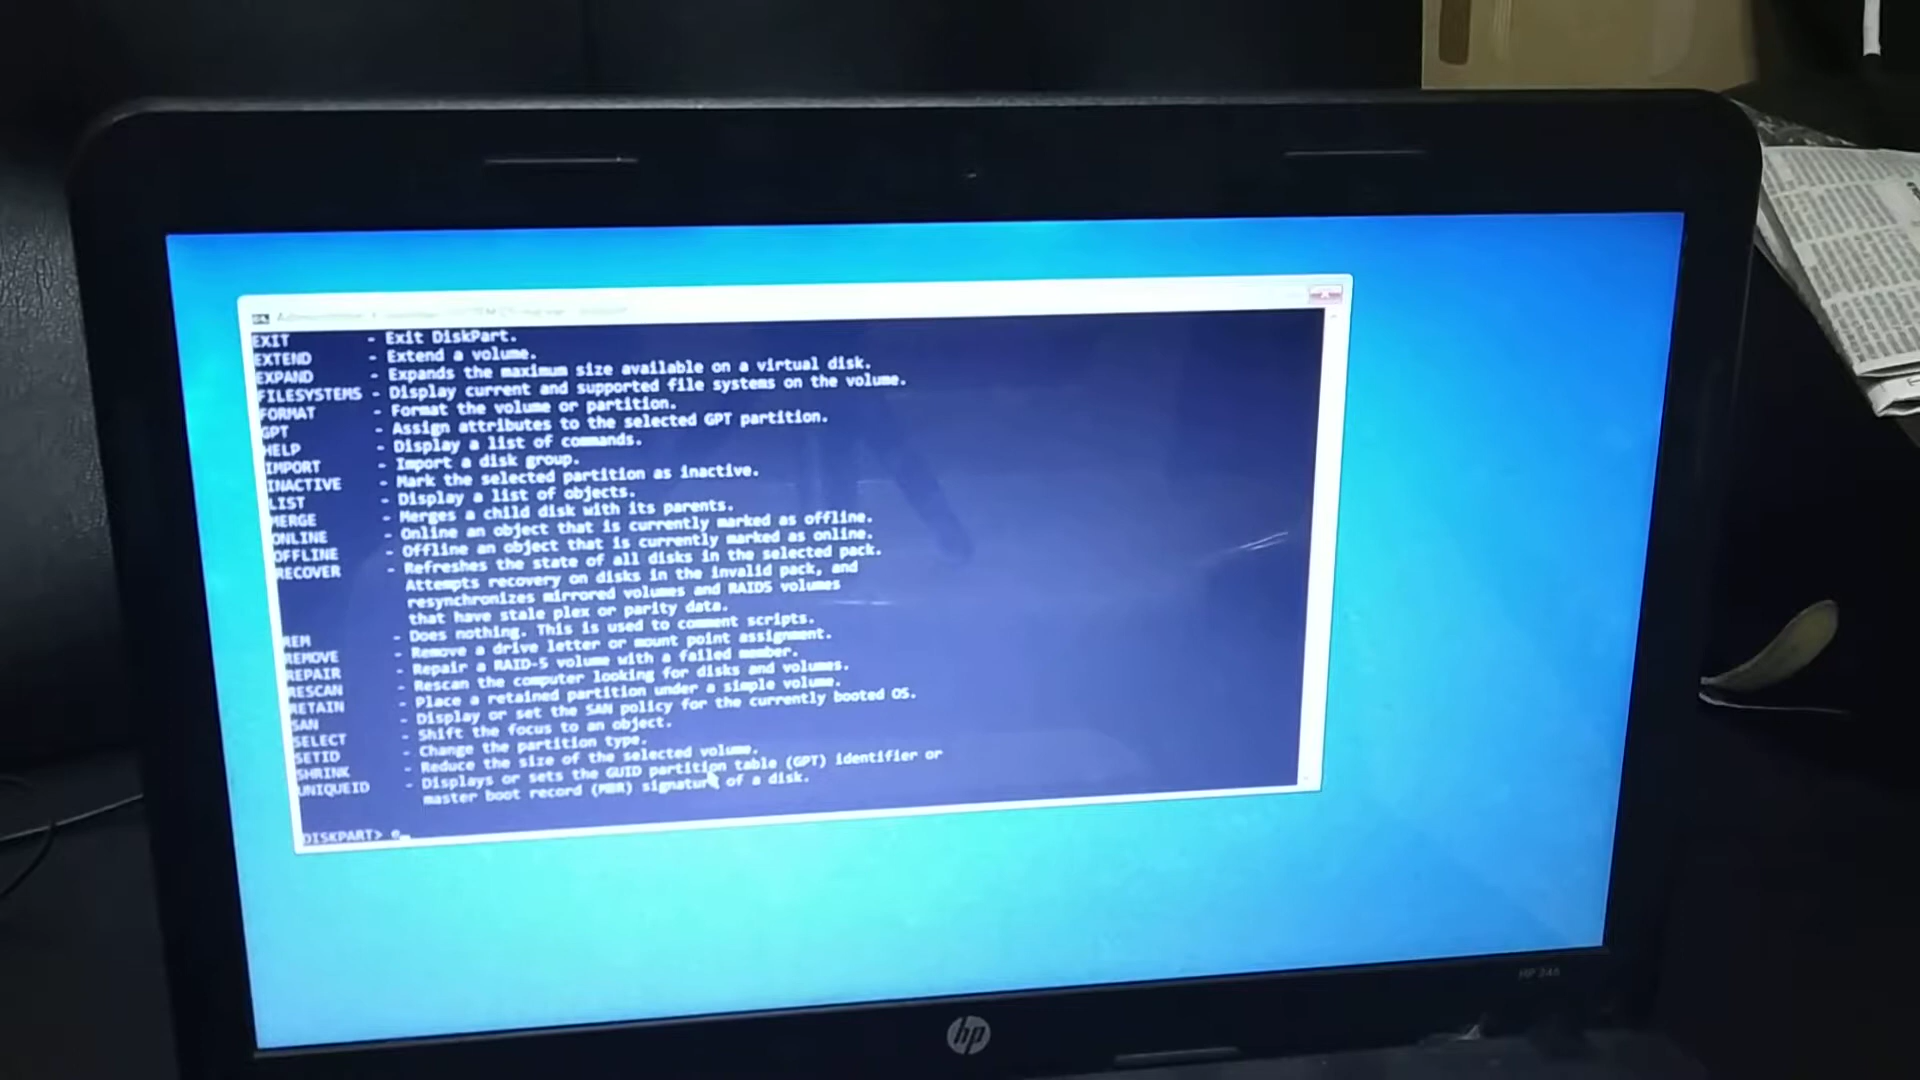 EXIT - Exit DiskPart.
EXTEND - Extend a volume.
EXPAND - Expands the maximum size available on a virtual disk.
FILESYSTEMS - Display current and supported file systems on the volume.
FORMAT - Format the volume or partition.
GPT - Assign attributes to the selected GPT partition.
HELP - Display a list of commands.
IMPORT - Import a disk group.
INACTIVE - Mark the selected partition as inactive.
LIST - Display a list of objects.
MERGE - Merges a child disk with its parents.
ONLINE - Online an object that is currently marked as offline.
OFFLINE - Offline an object that is currently marked as online.
RECOVER - Refreshes the state of all disks in the selected pack.
Attempts recovery on disks in the invalid pack, and
resynchronizes mirrored volumes and RAID5 volumes
that have stale plex or parity data.
REM - Does nothing. This is used to comment scripts.
REMOVE - Remove a drive letter or mount point assignment.
REPAIR - Repair a RAID-5 volume with a failed member.
RESCAN - Rescan the computer looking for disks and volumes.
RETAIN - Place a retained partition under a simple volume.
SAN - Display or set the SAN policy for the currently booted OS.
SELECT - Shift the focus to an object.
SETID - Change the partition type.
SHRINK - Reduce the size of the selected volume.
UNIQUEID - Displays or sets the GUID partition table (GPT) identifier or
master boot record (MBR) signature of a disk.
DISKPART> e_
HP 246
hp